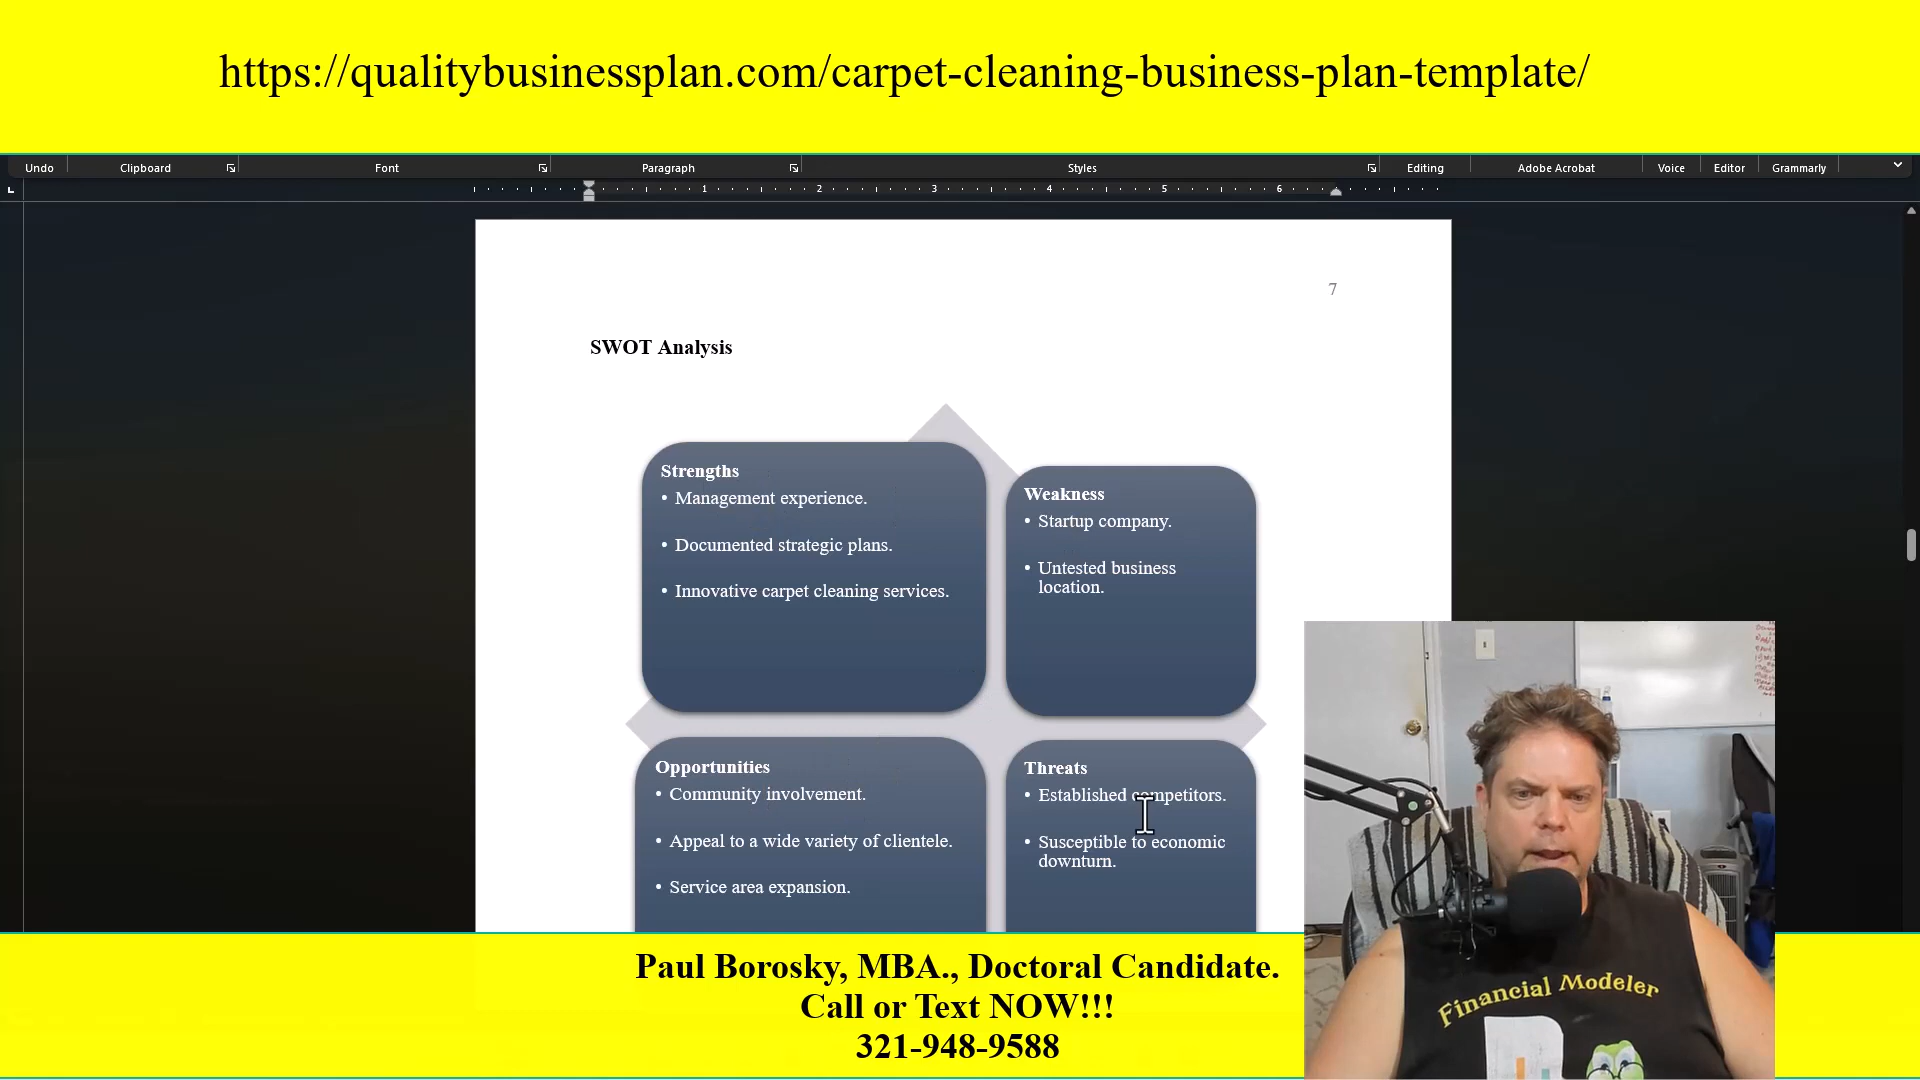 https://qualitybusinessplan.com/carpet-cleaning-business-plan-template/
Undo Clipboard Font Paragraph Styles Editing Adobe Acrobat Voice Editor Grammarly
1 2 3 4 5 6
7
SWOT Analysis
Strengths
• Management experience.
• Documented strategic plans.
• Innovative carpet cleaning services.
Weakness
• Startup company.
• Untested business
location.
Opportunities
• Community involvement.
• Appeal to a wide variety of clientele.
• Service area expansion.
Threats
• Established competitors.
• Susceptible to economic
downturn.
Financial Modeler
Paul Borosky, MBA., Doctoral Candidate.
Call or Text NOW!!!
321-948-9588